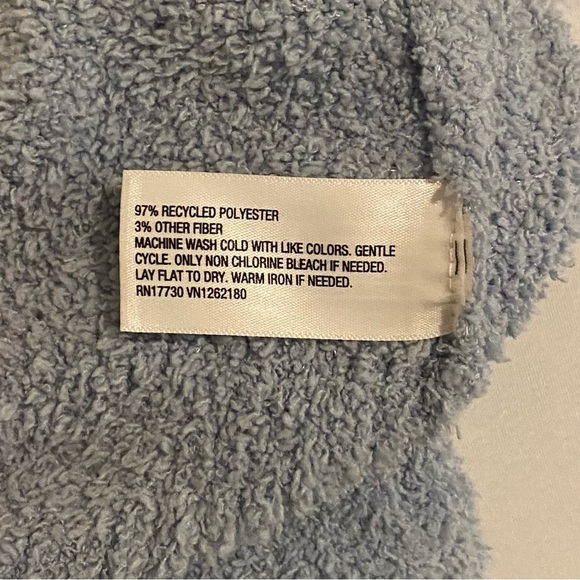 97% RECYCLED POLYESTER
3% OTHER FIBER
MACHINE WASH COLD WITH LIKE COLORS. GENTLE
CYCLE. ONLY NON CHLORINE BLEACH IF NEEDED.
LAY FLAT TO DRY. WARM IRON IF NEEDED.
RN17730 VN1262180